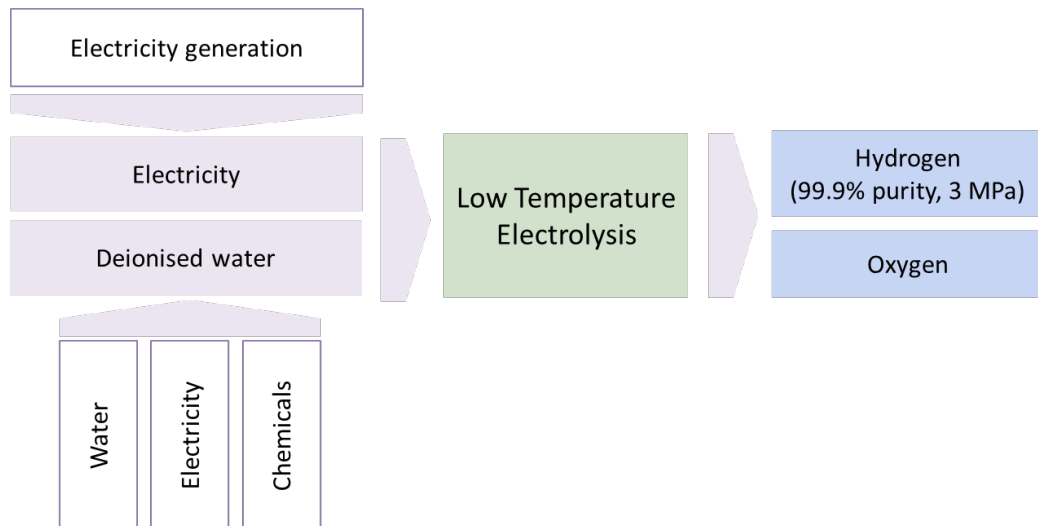 Electricity generation
Electricity
Deionised water
Water
Electricity
Chemicals
Low Temperature
Electrolysis
Hydrogen
(99.9% purity, 3 MPa)
Oxygen